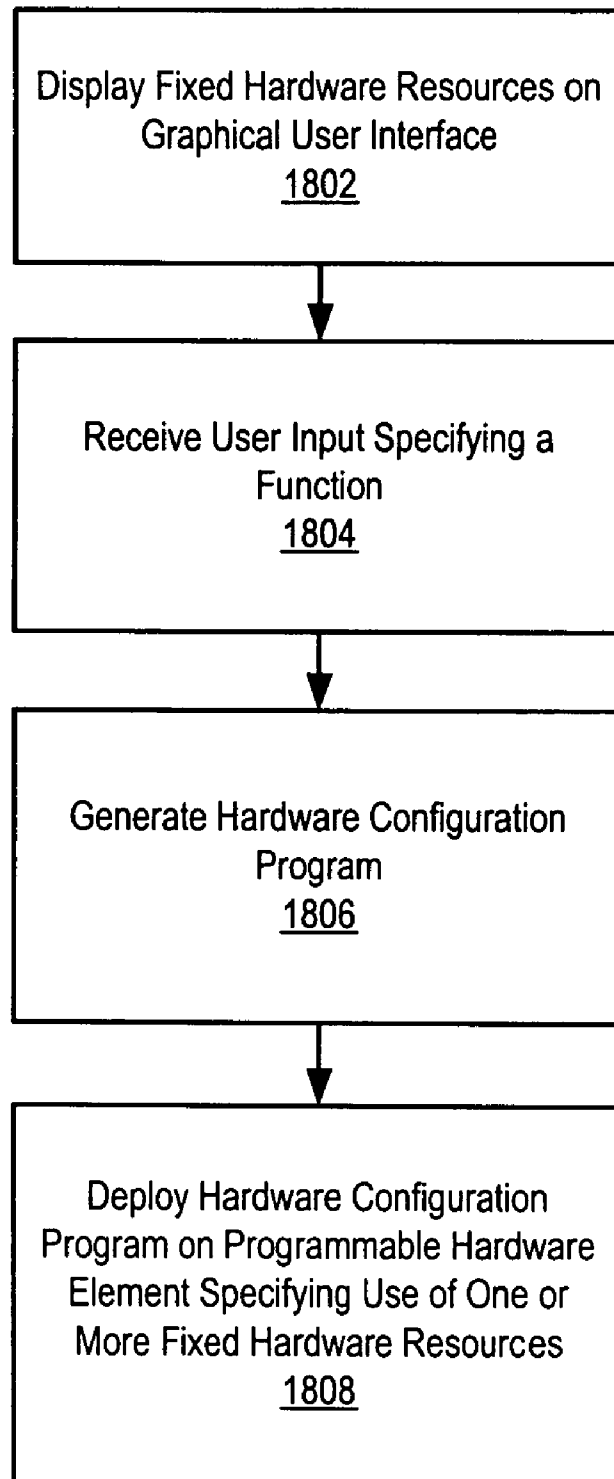 Display Fixed Hardware Resources on
Graphical User Interface
1802
Receive User Input Specifying a
Function
1804
Generate Hardware Configuration
Program
1806
Deploy Hardware Configuration
Program on Programmable Hardware
Element Specifying Use of One or
More Fixed Hardware Resources
1808